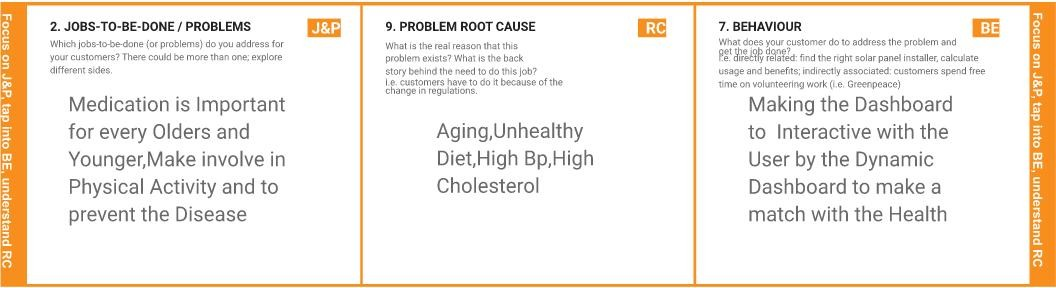 Focus on J&P, tap into BE, understand RC
2. JOBS-TO-BE-DONE / PROBLEMS
J&P
Which jobs-to-be-done (or problems) do you address for
your customers? There could be more than one; explore
different sides.
Medication is Important
for every Olders and
Younger,Make involve in
Physical Activity and to
prevent the Disease
9. PROBLEM ROOT CAUSE
RC
What is the real reason that this
problem exists? What is the back
story behind the need to do this job?
i.e. customers have to do it because of the
change in regulations.
Aging,Unhealthy
Diet,High Bp,High
Cholesterol
7. BEHAVIOUR
BE
What does your customer do to address the problem and
get the job done?
i.e. directly related: find the right solar panel installer, calculate
usage and benefits; indirectly associated: customers spend free
time on volunteering work (i.e. Greenpeace)
Making the Dashboard
to Interactive with the
User by the Dynamic
Dashboard to make a
match with the Health
Focus on J&P, tap into BE, understand RC